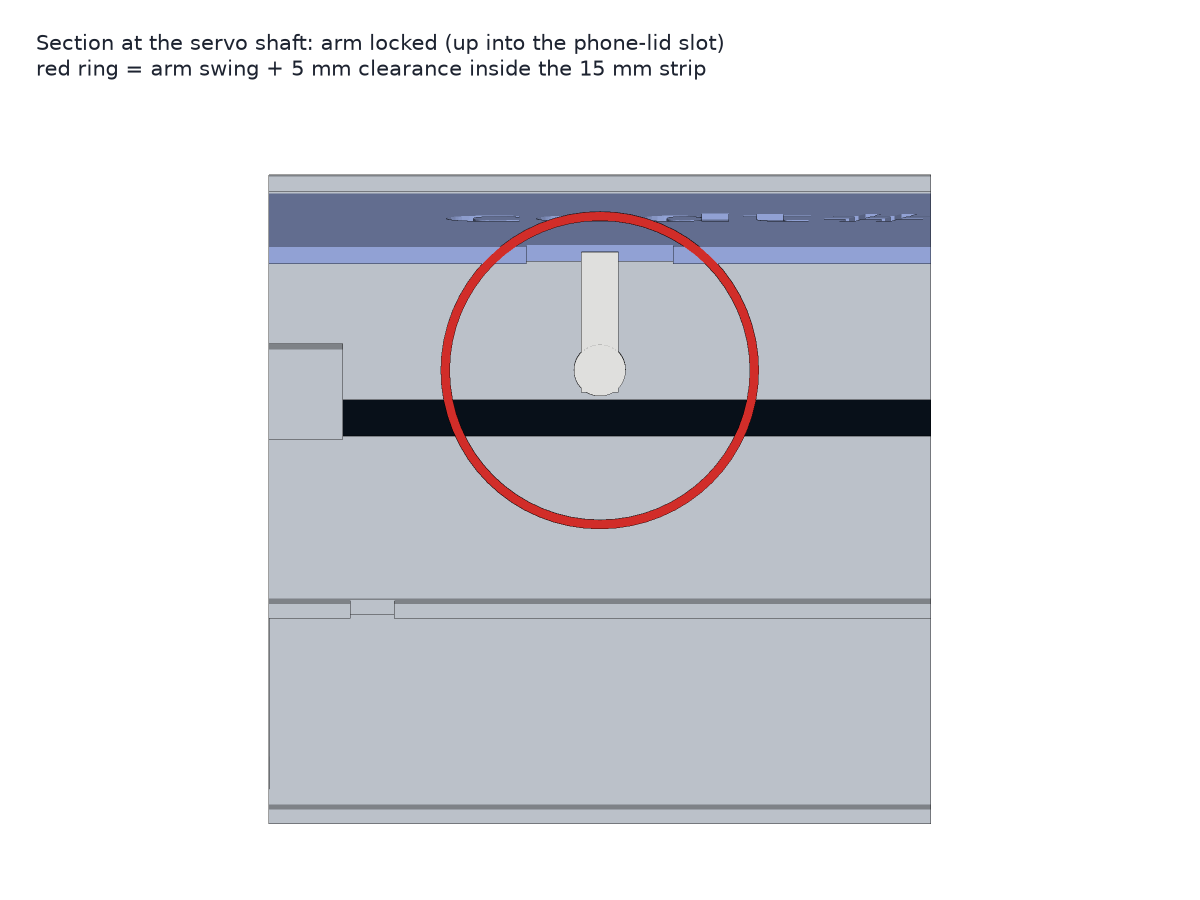 Section at the servo shaft: arm locked (up into the phone-lid slot)
red ring = arm swing + 5 mm clearance inside the 15 mm strip